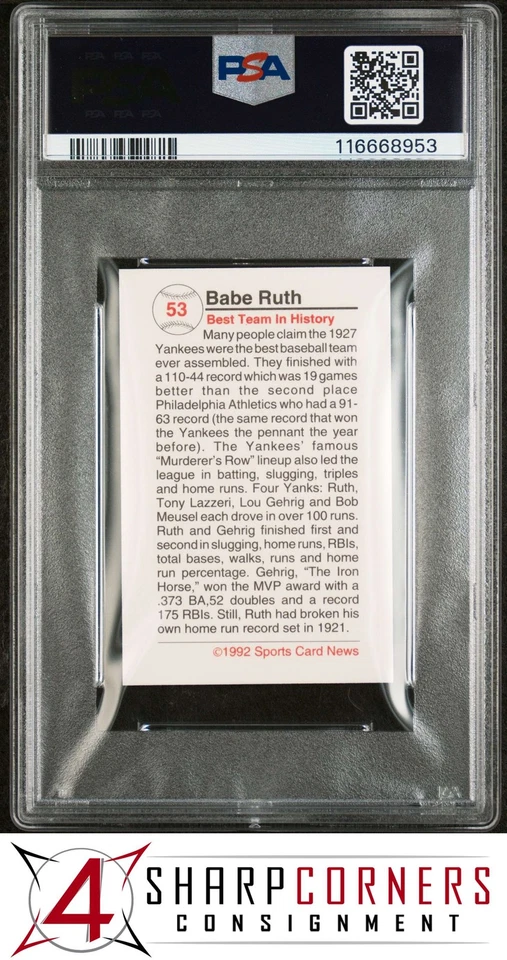 PSA
116668953
53
Babe Ruth
Best Team In History
Many people claim the 1927
Yankees were the best baseball team
ever assembled. They finished with
a 110-44 record which was 19 games
better than the second place
Philadelphia Athletics who had a 91-
63 record (the same record that won
the Yankees the pennant the year
before). The Yankees' famous
"Murderer's Row" lineup also led the
league in batting, slugging, triples
and home runs. Four Yanks: Ruth,
Tony Lazzeri, Lou Gehrig and Bob
Meusel each drove in over 100 runs.
Ruth and Gehrig finished first and
second in slugging, home runs, RBIs,
total bases, walks, runs and home
run percentage. Gehrig, "The Iron
Horse," won the MVP award with a
.373 BA,52 doubles and a record
175 RBIs. Still, Ruth had broken his
own home run record set in 1921.
©1992 Sports Card News
4
SHARPCORNERS
CONSIGNMENT